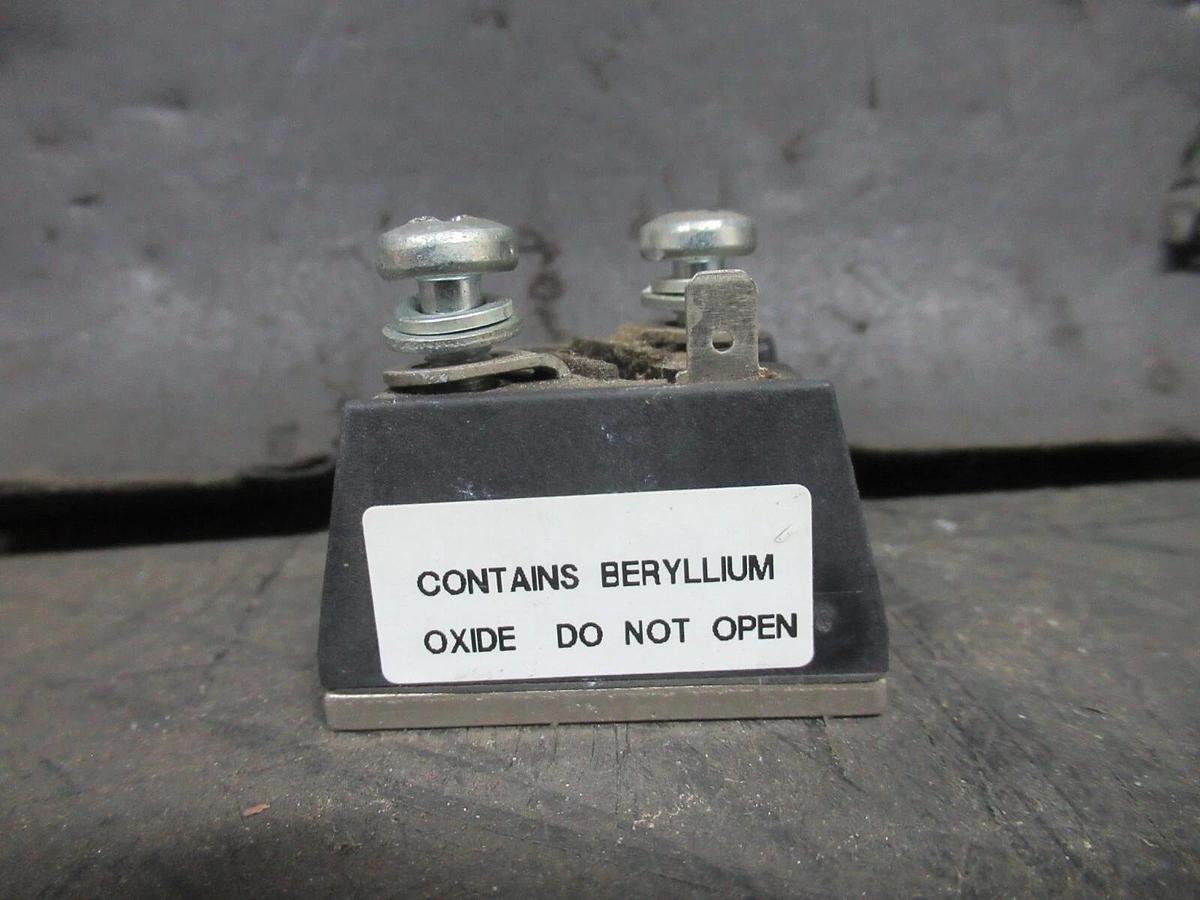 CONTAINS BERYLLIUM
OXIDE DO NOT OPEN